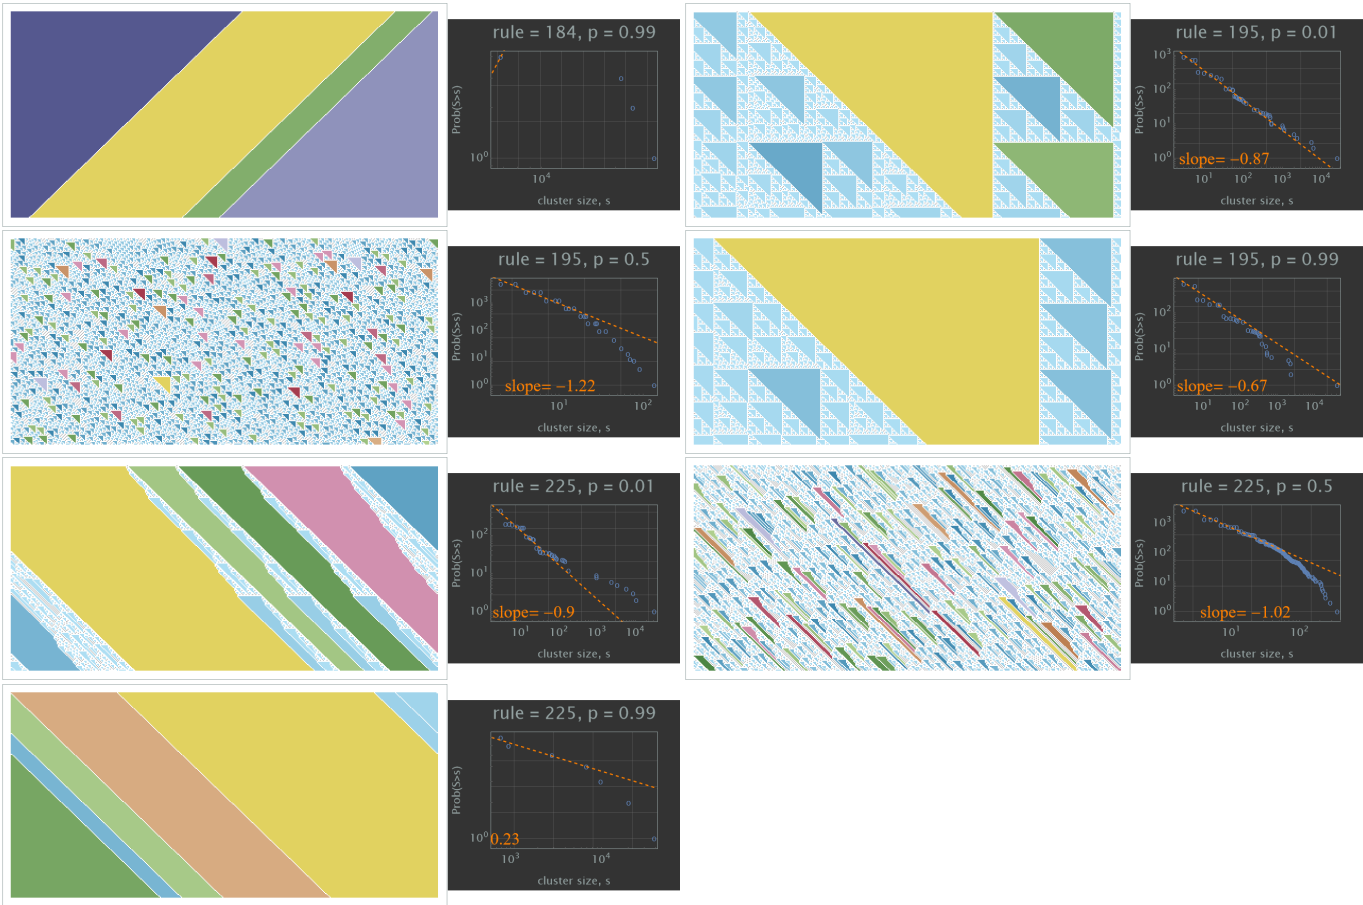 rule = 184, p = 0.99
Prob(S>s)
10^0
10^4
cluster size, s
rule = 195, p = 0.01
Prob(S>s)
10^3
10^2
10^1
10^0
slope= −0.87
10^1 10^2 10^3 10^4
cluster size, s
rule = 195, p = 0.5
Prob(S>s)
10^3
10^2
10^1
10^0
slope= −1.22
10^1 10^2
cluster size, s
rule = 195, p = 0.99
Prob(S>s)
10^2
10^1
10^0
slope= −0.67
10^1 10^2 10^3 10^4
cluster size, s
rule = 225, p = 0.01
Prob(S>s)
10^2
10^1
10^0
slope= −0.9
10^1 10^2 10^3 10^4
cluster size, s
rule = 225, p = 0.5
Prob(S>s)
10^3
10^2
10^1
10^0
slope= −1.02
10^1 10^2
cluster size, s
rule = 225, p = 0.99
Prob(S>s)
10^0
0.23
10^3 10^4
cluster size, s